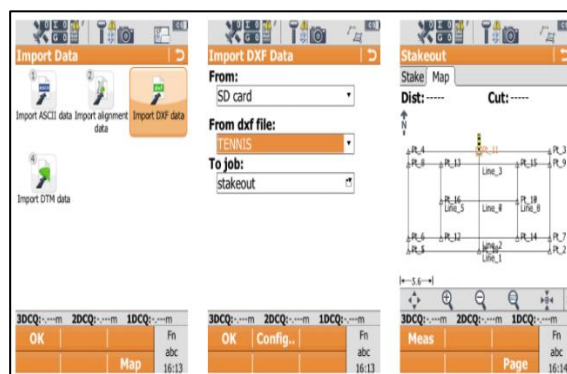 Import Data
1
2
Import ASCII data
Import alignment data
Import DXF data
4
Import DTM data
3DCQ:-.---m 2DCQ:-.---m 1DCQ:-.---m
OK
Fn
abc
Map
16:13
Import DXF Data
From:
SD card
From dxf file:
TENNIS
To job:
stakeout
3DCQ:-.---m 2DCQ:-.---m 1DCQ:-.---m
OK Config..
Fn
abc
16:13
Stakeout
Stake Map
Dist: ----- Cut: -----
N
Pt_4 Pt_11 Pt_3
Pt_8 Pt_13 Pt_15 Pt_9
Line_3
Pt_16
Line_5
Pt_6 Pt_12 Pt_14 Pt_7
Line_2
Pt_5 Pt_2
Line_1
5.6
3DCQ:-.---m 2DCQ:-.---m 1DCQ:-.---m
Meas
Fn
abc
Page
16:14